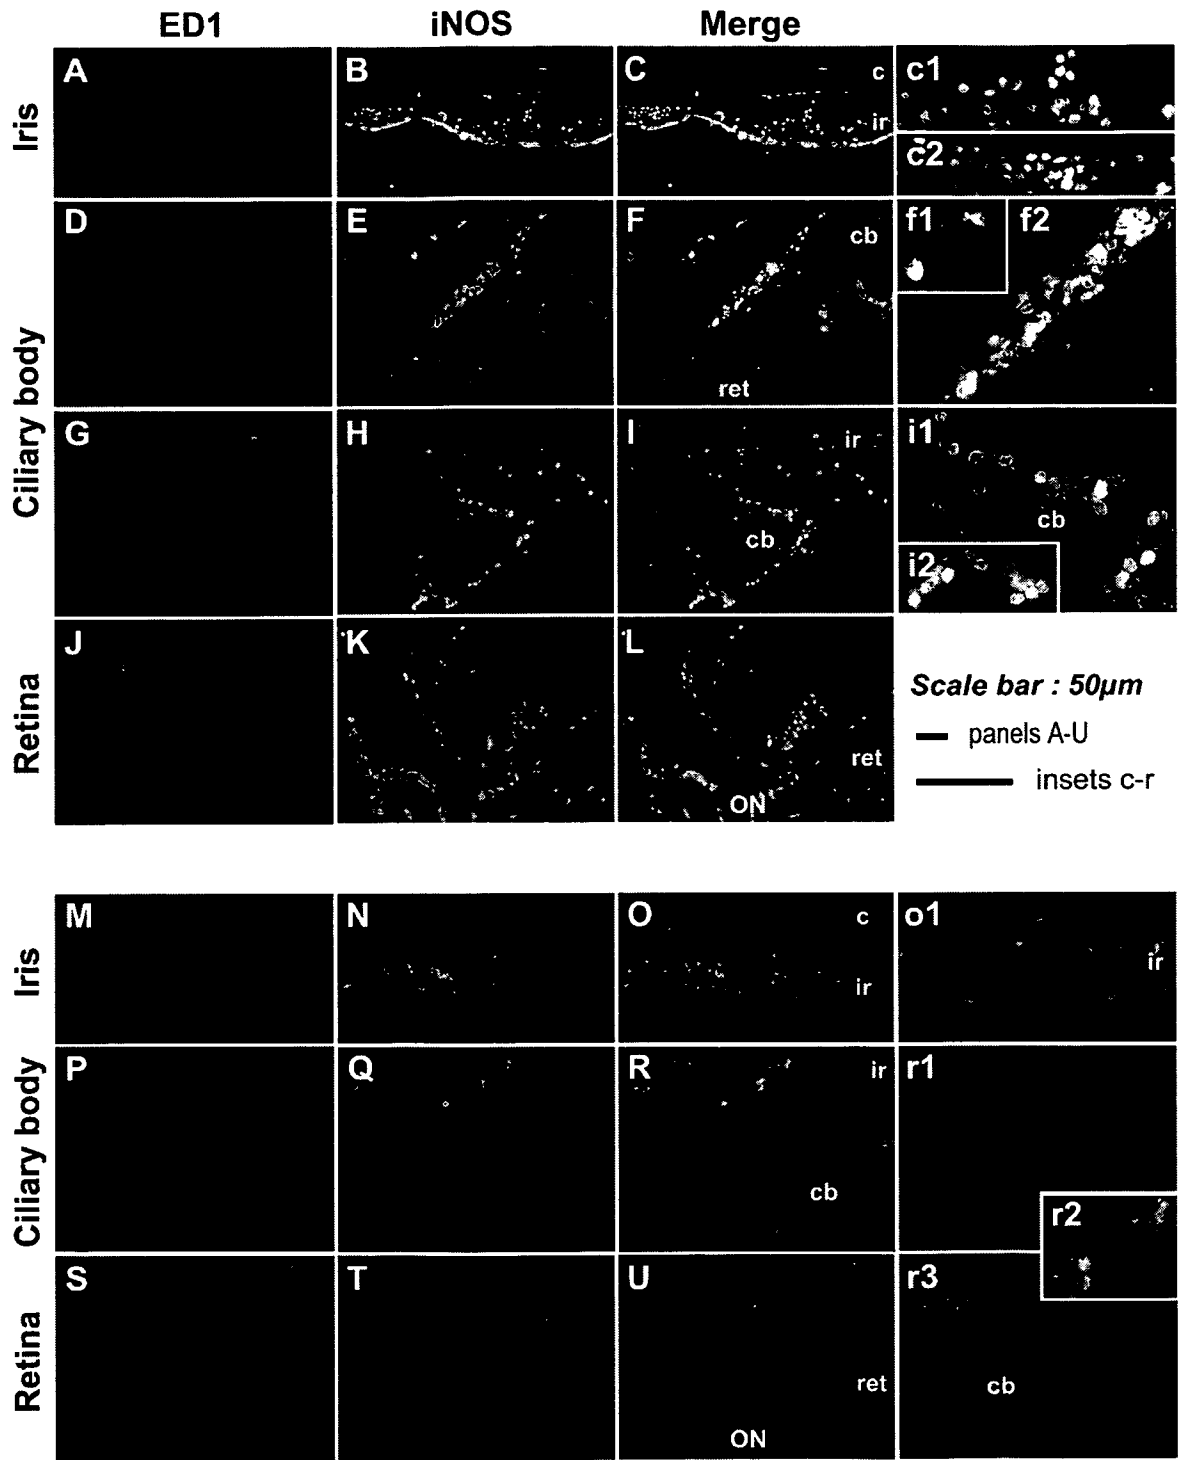 ED1 iNOS Merge
Iris
A B C c ir c1
c2
Ciliary body
D E F cb ret f1 f2
G H I ir cb i1 cb
i2
Retina
J K L ret ON
Scale bar : 50µm
panels A-U
insets c-r
Iris
M N O c ir o1 ir
Ciliary body
P Q R ir cb r1
r2
Retina
S T U ret ON r3 cb